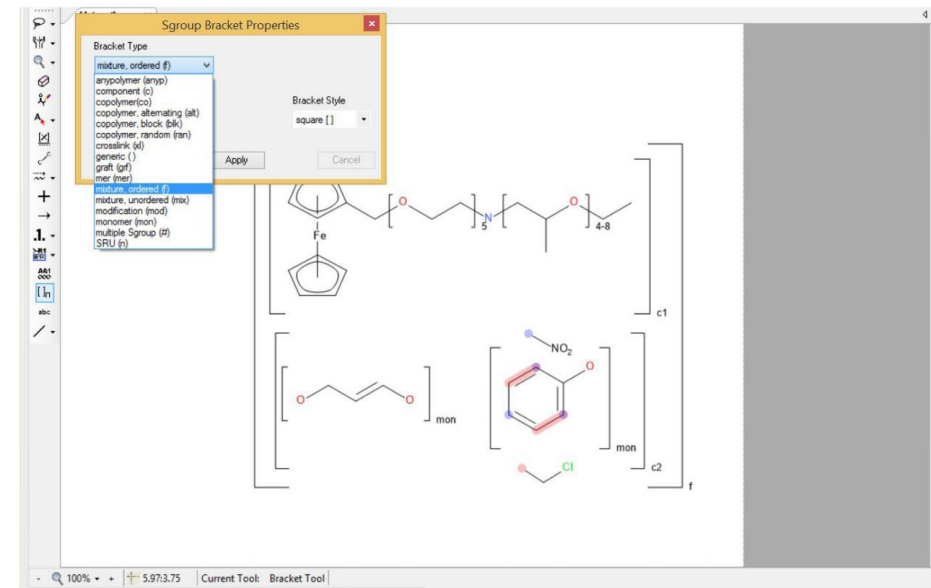 Sgroup Bracket Properties
Bracket Type
mixture, ordered (f)
anypolymer (anyp)
component (c)
copolymer(co)
copolymer, alternating (alt)
copolymer, block (blk)
copolymer, random (ran)
crosslink (xl)
generic ( )
graft (grf)
mer (mer)
mixture, ordered (f)
mixture, unordered (mix)
modification (mod)
monomer (mon)
multiple Sgroup (#)
SRU (n)
Bracket Style
square [ ]
Apply
Cancel
[ ]n
abc
Fe
O
5
N
O
4-8
c1
O
O
mon
NO2
O
mon
Cl
c2
f
100%
5.97:3.75
Current Tool: Bracket Tool